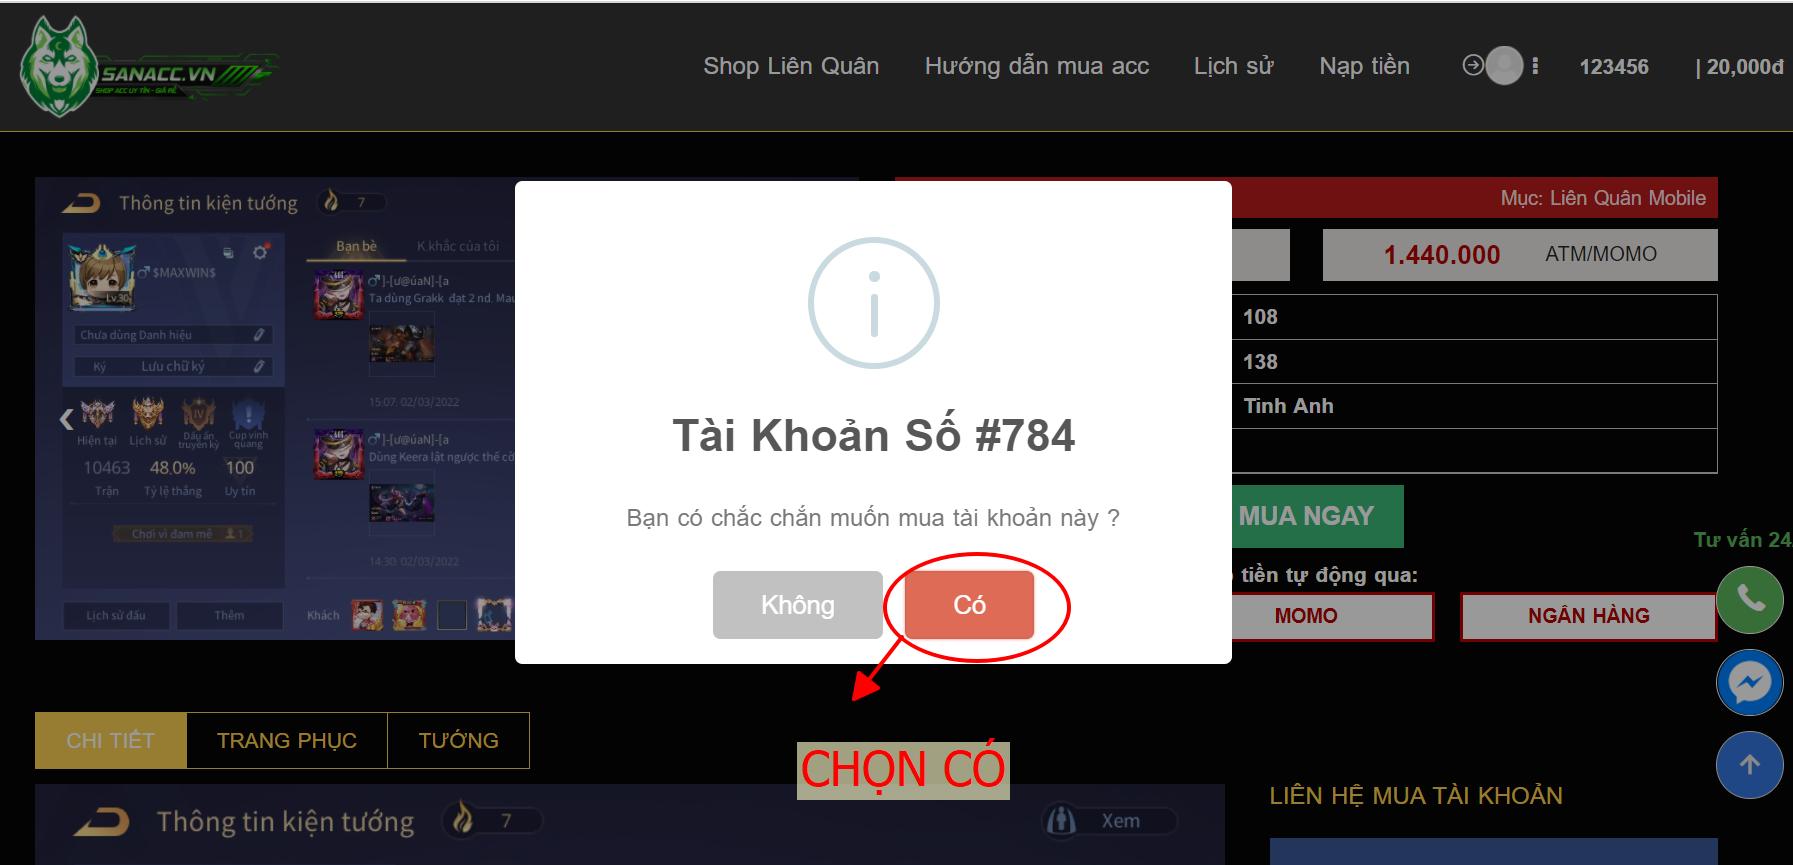 SANACC.VN
SHOP ACC UY TÍN - GIÁ RẺ
Shop Liên Quân
Hướng dẫn mua acc
Lịch sử
Nạp tiền
123456
| 20,000đ
Thông tin kiện tướng
7
$MAXWIN$
Lv.30
Chưa dùng Danh hiệu
Ký
Lưu chữ ký
Hiện tại
Lịch sử
Dấu ấn truyền kỳ
Cup vinh quang
10463
48.0%
100
Trận
Tỷ lệ thắng
Uy tín
Chơi vì đam mê
1
Lịch sử đấu
Thêm
Bạn bè
K.khắc của tôi
]-[ư@úaN]-[a
Ta dùng Grakk đạt 2 nd. Mau
15:07: 02/03/2022
]-[ư@úaN]-[a
Dùng Keera lật ngược thế cờ
14:30: 02/03/2022
Khách
Tài Khoản Số #784
Bạn có chắc chắn muốn mua tài khoản này ?
Không
Có
CHỌN CÓ
Mục: Liên Quân Mobile
1.440.000
ATM/MOMO
108
138
Tinh Anh
MUA NGAY
tiền tự động qua:
MOMO
NGÂN HÀNG
Tư vấn 24
CHI TIẾT
TRANG PHỤC
TƯỚNG
Thông tin kiện tướng
7
Xem
LIÊN HỆ MUA TÀI KHOẢN